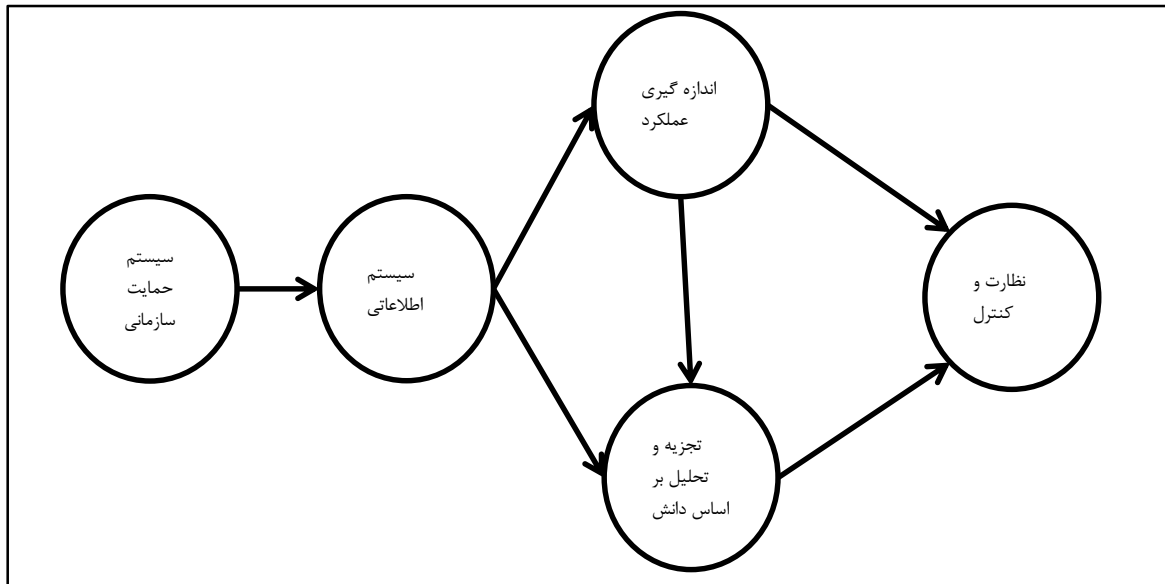 اندازه گیری
عملکرد
سیستم
حمایت
سازمانی
سیستم
اطلاعاتی
نظارت و
کنترل
تجزیه و
تحلیل بر
اساس دانش